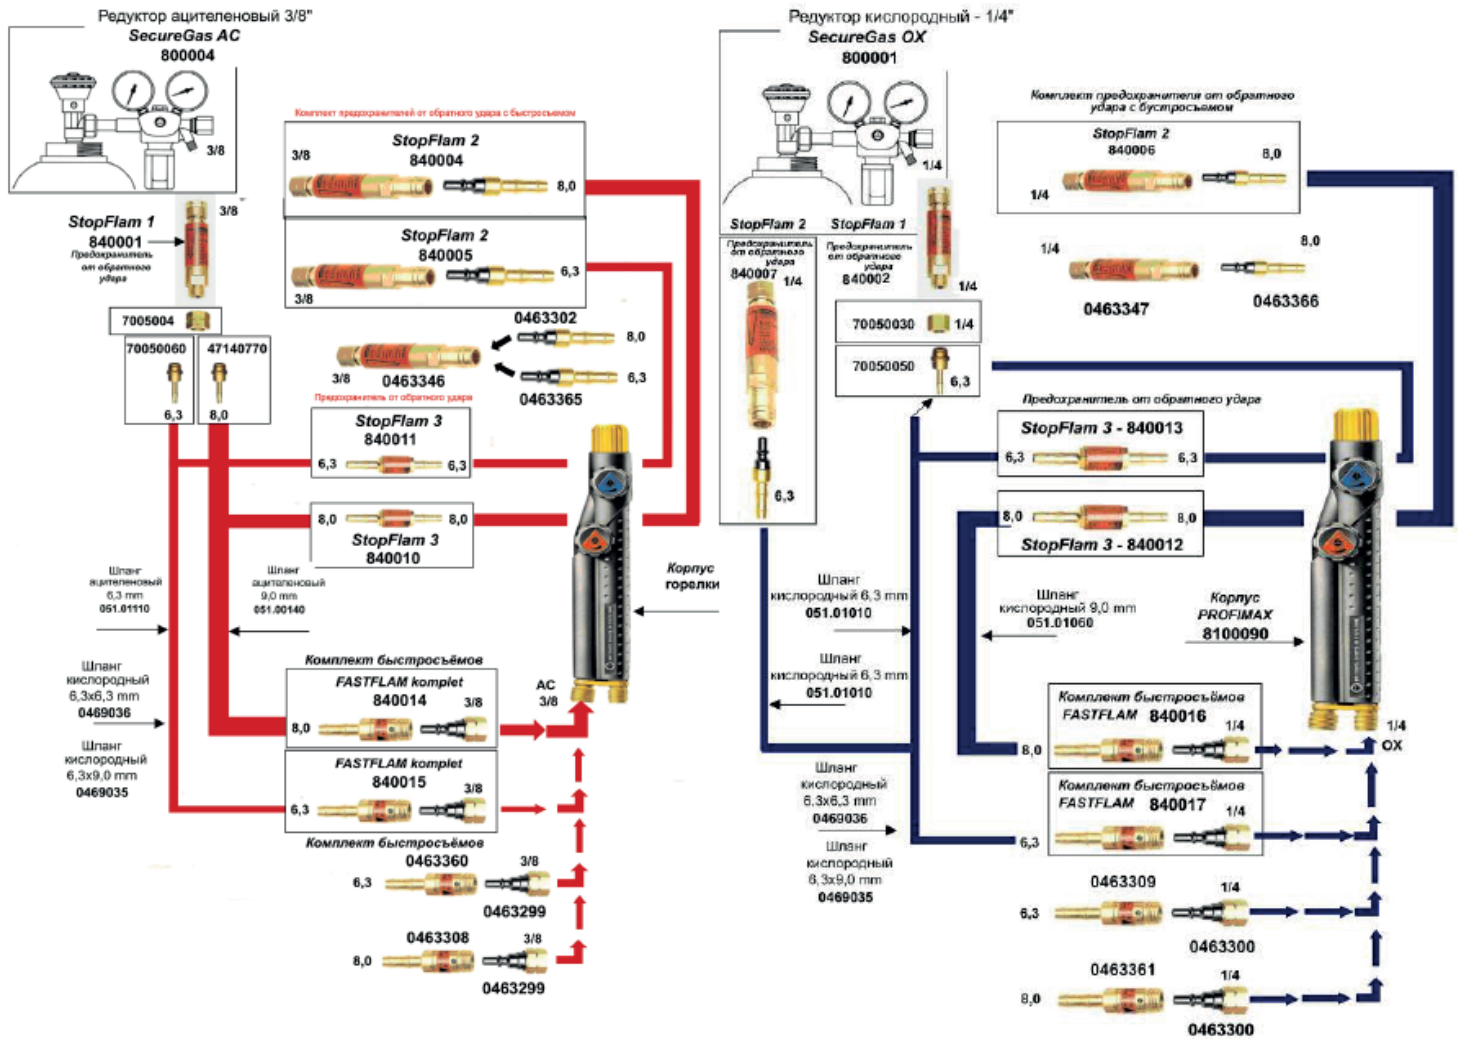 Редуктор ацителеновый 3/8"
SecureGas AC
800004
3/8
StopFlam 1
840001
Предохранитель
от обратного
удара
3/8
7005004
70050060
6,3
47140770
8,0
Комплект предохранителей от обратного удара с быстросъемом
StopFlam 2
840004
3/8
8,0
StopFlam 2
840005
3/8
6,3
0463302
8,0
3/8
0463346
6,3
0463365
Предохранитель от обратного удара
StopFlam 3
840011
6,3
6,3
8,0
8,0
StopFlam 3
840010
Шланг
ацителеновый
6,3 mm
051.01110
Шланг
ацителеновый
9,0 mm
051.00140
Корпус
горелки
Шланг
кислородный
6,3x6,3 mm
0469036
Шланг
кислородный
6,3x9,0 mm
0469035
Комплект быстросъёмов
FASTFLAM komplet
840014
3/8
8,0
AC
3/8
FASTFLAM komplet
840015
3/8
6,3
Комплект быстросъёмов
0463360
3/8
6,3
0463299
0463308
3/8
8,0
0463299
Редуктор кислородный - 1/4"
SecureGas OX
800001
1/4
StopFlam 2
Предохранитель
от обратного
удара
840007
1/4
6,3
StopFlam 1
Предохранитель
от обратного
удара
840002
1/4
70050030
1/4
70050050
6,3
Комплект предохранителя от обратного
удара с бустросъемом
StopFlam 2
840006
8,0
1/4
1/4
8,0
0463347
0463366
Предохранитель от обратного удара
StopFlam 3 - 840013
6,3
6,3
8,0
8,0
StopFlam 3 - 840012
Шланг
кислородный 6,3 mm
051.01010
Шланг
кислородный 9,0 mm
051.01060
Корпус
PROFIMAX
8100090
Шланг
кислородный 6,3 mm
051.01010
Шланг
кислородный
6,3x6,3 mm
0469036
Шланг
кислородный
6,3x9,0 mm
0469035
Комплект быстросъёмов
FASTFLAM 840016
1/4
8,0
1/4
OX
Комплект быстросъёмов
FASTFLAM 840017
1/4
6,3
0463309
1/4
6,3
0463300
0463361
1/4
8,0
0463300